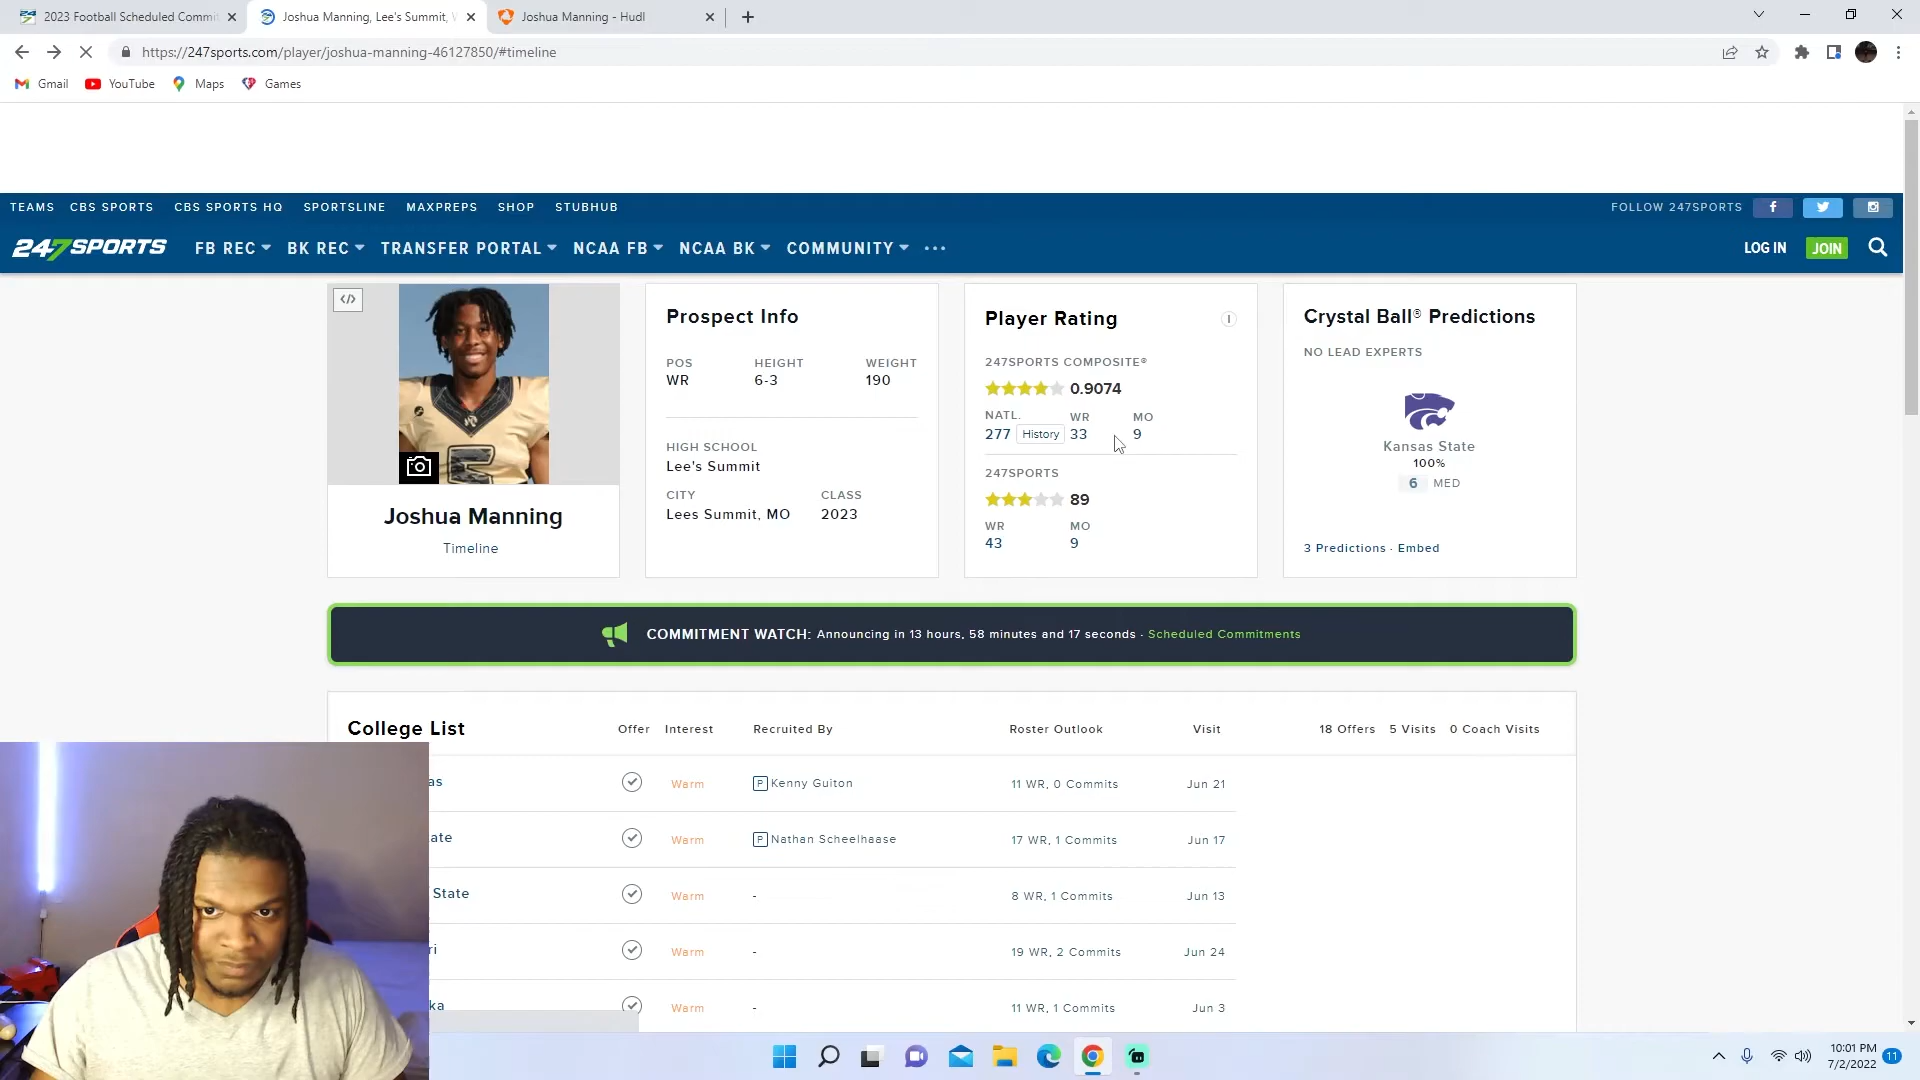 2023 Football Scheduled Commi
Joshua Manning, Lee's Summit, W
Joshua Manning - Hudl
https://247sports.com/player/joshua-manning-46127850/#timeline
Gmail YouTube Maps Games
TEAMS CBS SPORTS CBS SPORTS HQ SPORTSLINE MAXPREPS SHOP STUBHUB FOLLOW 247SPORTS
247SPORTS FB REC BK REC TRANSFER PORTAL NCAA FB NCAA BK COMMUNITY LOG IN JOIN
</>
Joshua Manning
Timeline
Prospect Info
POS HEIGHT WEIGHT
WR 6-3 190
HIGH SCHOOL
Lee's Summit
CITY CLASS
Lees Summit, MO 2023
Player Rating
247SPORTS COMPOSITE®
0.9074
NATL. WR MO
277 History 33 9
247SPORTS
89
WR MO
43 9
Crystal Ball® Predictions
NO LEAD EXPERTS
Kansas State
100%
6 MED
3 Predictions · Embed
COMMITMENT WATCH: Announcing in 13 hours, 58 minutes and 17 seconds · Scheduled Commitments
College List Offer Interest Recruited By Roster Outlook Visit 18 Offers 5 Visits 0 Coach Visits
as Warm P Kenny Guiton 11 WR, 0 Commits Jun 21
ate Warm P Nathan Scheelhaase 17 WR, 1 Commits Jun 17
State Warm - 8 WR, 1 Commits Jun 13
ri Warm - 19 WR, 2 Commits Jun 24
ka Warm - 11 WR, 1 Commits Jun 3
10:01 PM
7/2/2022
11